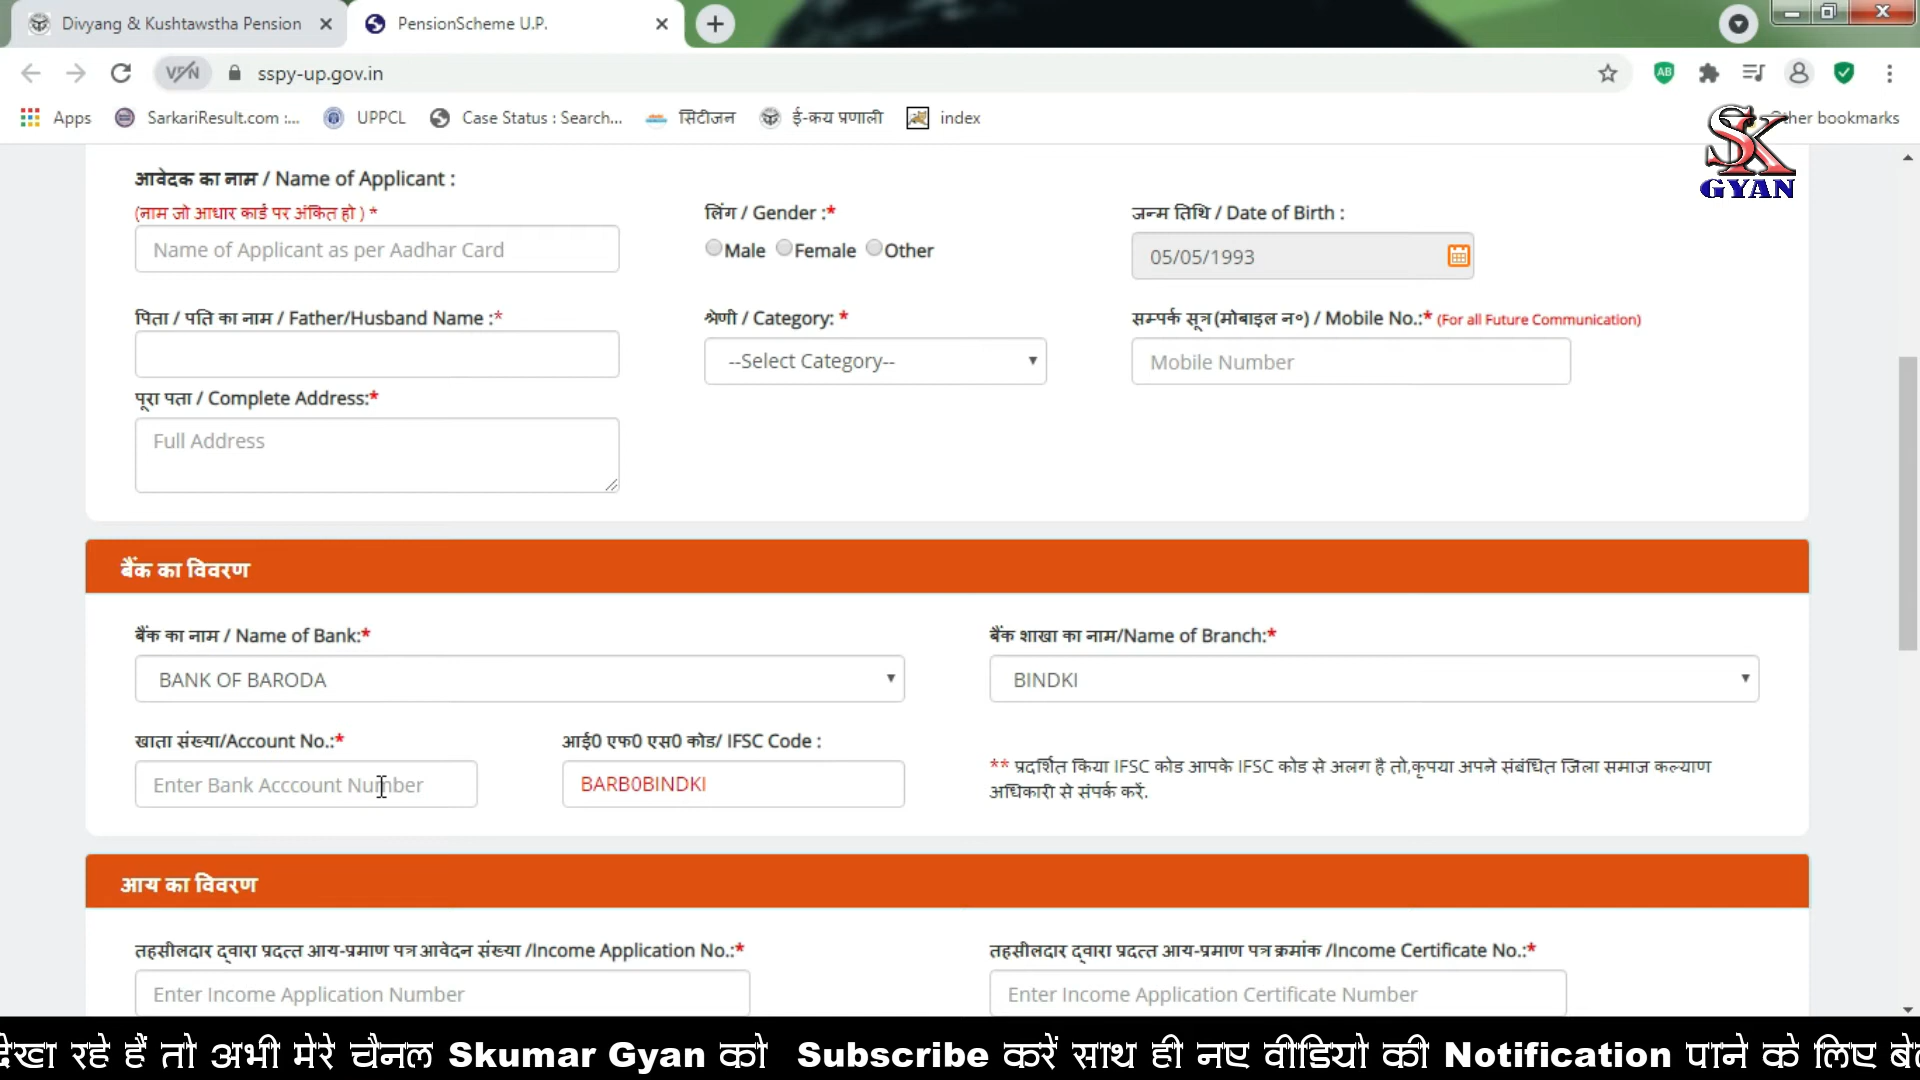 Divyang & Kushtawstha Pension
PensionScheme U.P.
VPN
sspy-up.gov.in
AB
Apps
SarkariResult.com :...
UPPCL
Case Status : Search...
सिटीजन
ई-कय प्रणाली
index
ther bookmarks
SK
GYAN
आवेदक का नाम / Name of Applicant :
(नाम जो आधार कार्ड पर अंकित हो ) *
Name of Applicant as per Aadhar Card
लिंग / Gender :*
Male Female Other
जन्म तिथि / Date of Birth :
05/05/1993
पिता / पति का नाम / Father/Husband Name :*
श्रेणी / Category: *
--Select Category--
सम्पर्क सूत्र(मोबाइल न०) / Mobile No.:* (For all Future Communication)
Mobile Number
पूरा पता / Complete Address:*
Full Address
बैंक का विवरण
बैंक का नाम / Name of Bank:*
BANK OF BARODA
बैंक शाखा का नाम/Name of Branch:*
BINDKI
खाता संख्या/Account No.:*
Enter Bank Acccount Number
आई0 एफ0 एस0 कोड/ IFSC Code :
BARB0BINDKI
** प्रदर्शित किया IFSC कोड आपके IFSC कोड से अलग है तो,कृपया अपने संबंधित जिला समाज कल्याण
अधिकारी से संपर्क करें.
आय का विवरण
तहसीलदार द्वारा प्रदत्त आय-प्रमाण पत्र आवेदन संख्या /Income Application No.:*
Enter Income Application Number
तहसीलदार द्वारा प्रदत्त आय-प्रमाण पत्र क्रमांक /Income Certificate No.:*
Enter Income Application Certificate Number
देखा रहे हैं तो अभी मेरे चैनल Skumar Gyan को Subscribe करें साथ ही नए वीडियो की Notification पाने के लिए